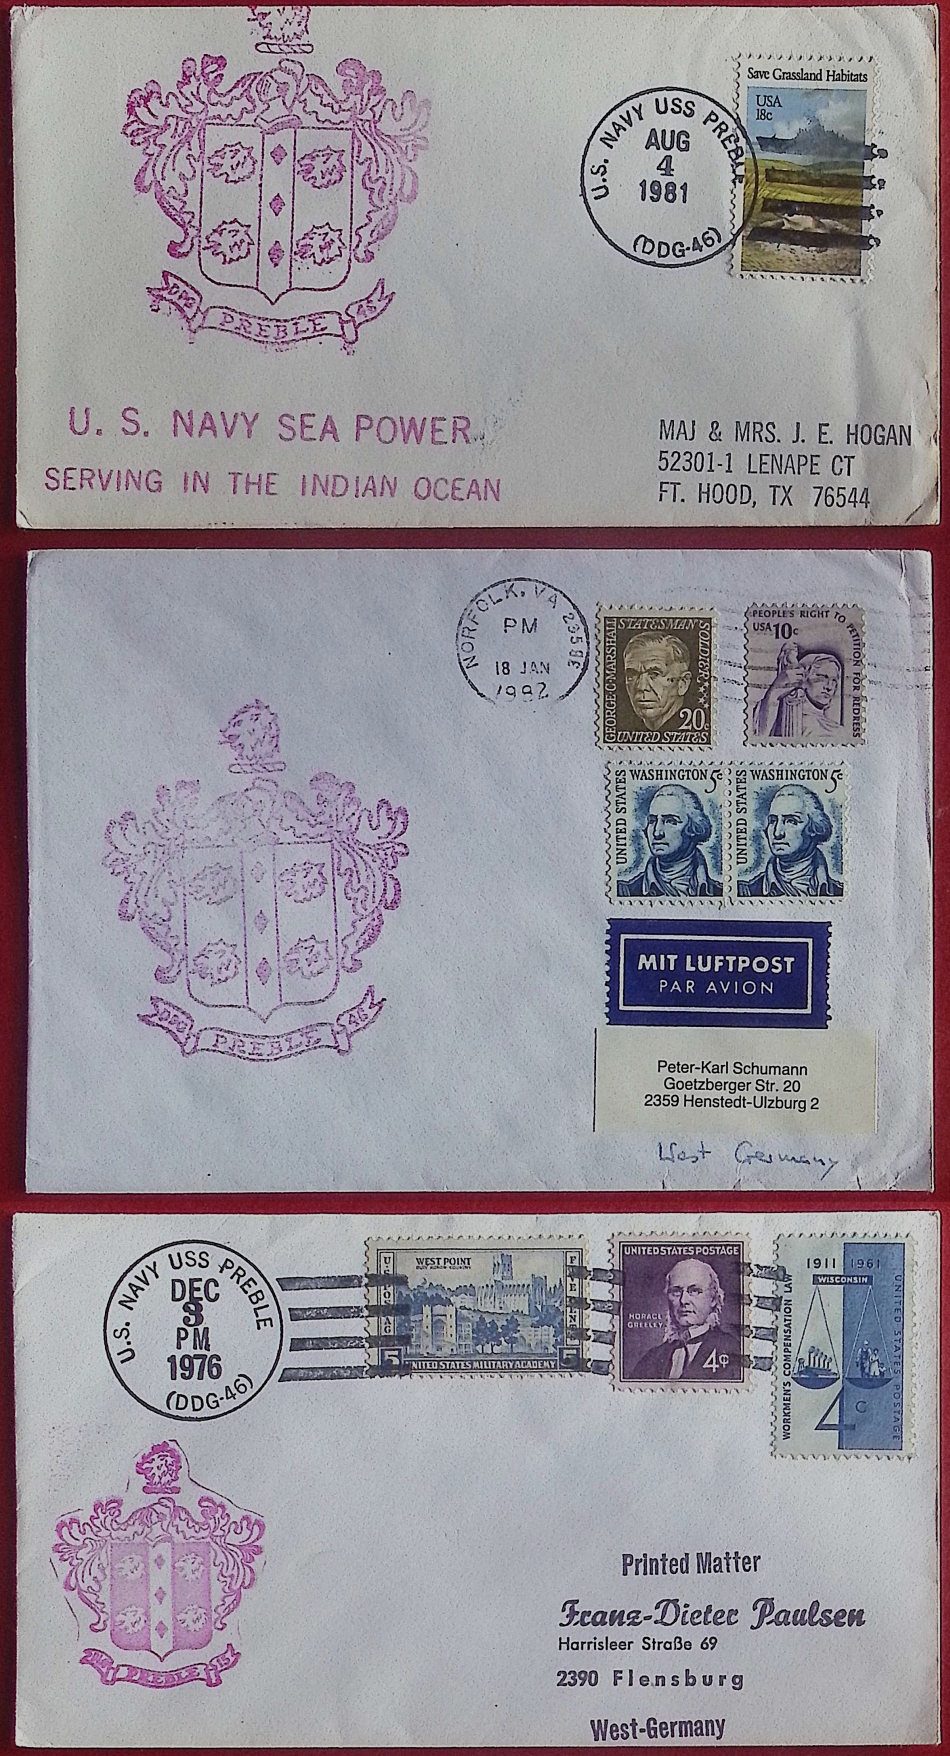 Save Grassland Habitats
USA
18c
U.S. NAVY USS PREBLE
AUG
4
1981
(DDG-46)
DDG PREBLE 46
U. S. NAVY SEA POWER
SERVING IN THE INDIAN OCEAN
MAJ & MRS. J. E. HOGAN
52301-1 LENAPE CT
FT. HOOD, TX 76544
NORFOLK, VA
PM
18 JAN
GEORGE C. MARSHALL
STATESMAN
SOLDIER
20c
UNITED STATES
PEOPLE'S RIGHT TO PETITION FOR REDRESS
USA 10c
UNITED STATES
WASHINGTON 5¢
UNITED STATES
WASHINGTON 5¢
MIT LUFTPOST
PAR AVION
DDG PREBLE 46
Peter-Karl Schumann
Goetzberger Str. 20
2359 Henstedt-Ulzburg 2
West Germany
U.S. NAVY USS PREBLE
DEC
3
PM
1976
(DDG-46)
WEST POINT
5 UNITED STATES MILITARY ACADEMY 5
UNITED STATES POSTAGE
HORACE
GREELEY
4¢
1911 1961
WISCONSIN
WORKMEN'S COMPENSATION LAW
UNITED STATES POSTAGE
4 C
PREBLE
Printed Matter
Franz-Dieter Paulsen
Harrisleer Straße 69
2390 Flensburg
West-Germany